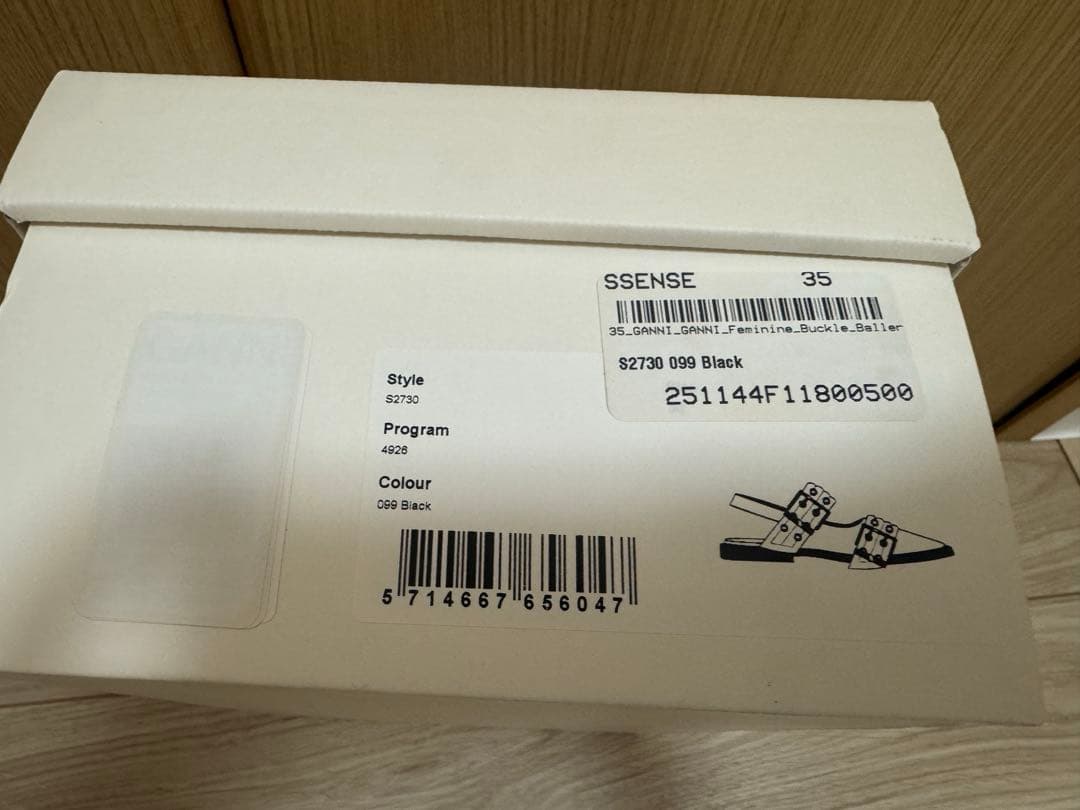 SSENSE 35
35_GANNI_GANNI_Feminine_Buckle_Baller
S2730 099 Black
251144F11800500
Style
S2730
Program
4926
Colour
099 Black
5 714667 656047